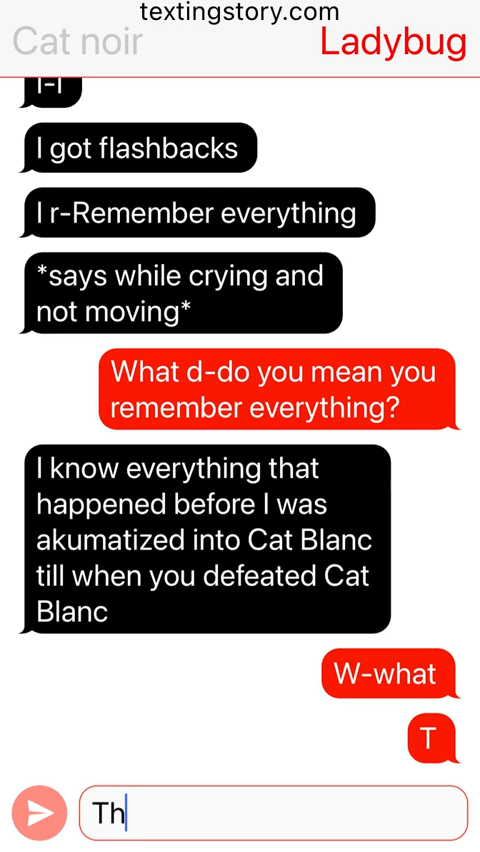 textingstory.com
Cat noir
Ladybug
I-I
I got flashbacks
I r-Remember everything
*says while crying and
not moving*
What d-do you mean you
remember everything?
I know everything that
happened before I was
akumatized into Cat Blanc
till when you defeated Cat
Blanc
W-what
T
Th